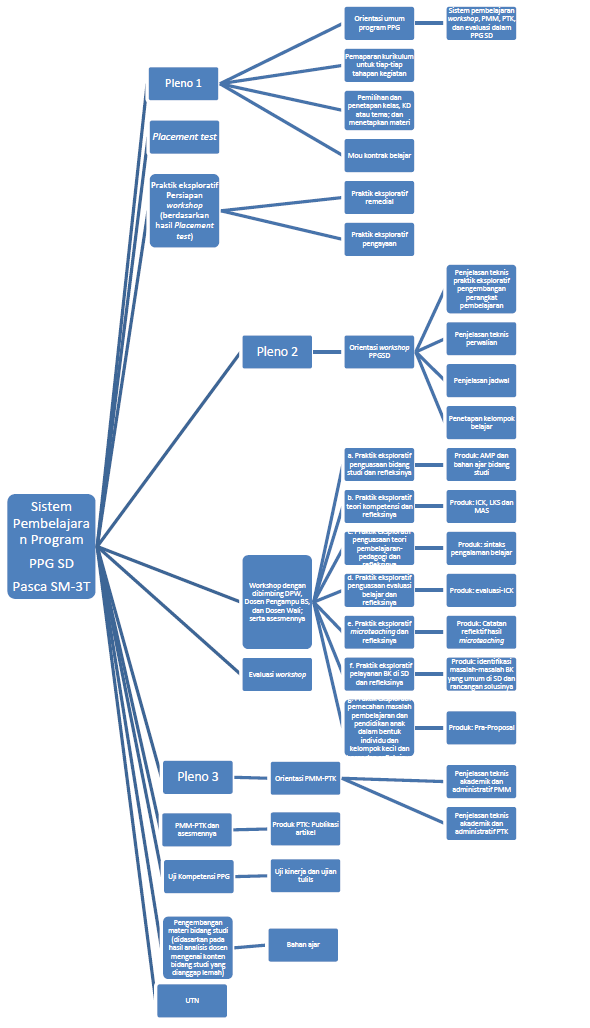 Sistem
Pembelajara
n Program
PPG SD
Pasca SM-3T
Pleno 1
Orientasi umum
program PPG
Sistem pembelajaran
workshop, PMM, PTK,
dan evaluasi dalam
PPG SD
Pemaparan kurikulum
untuk tiap-tiap
tahapan kegiatan
Pemilihan dan
penetapan kelas, KD
atau tema; dan
menetapkan materi
Mou kontrak belajar
Placement test
Praktik eksploratif
Persiapan
workshop
(berdasarkan
hasil Placement
test)
Praktik eksploratif
remedial
Praktik eksploratif
pengayaan
Pleno 2
Orientasi workshop
PPGSD
Penjelasan teknis
praktik eksploratif
pengembangan
perangkat
pembelajaran
Penjelasan teknis
perwalian
Penjelasan jadwal
Penetapan kelompok
belajar
Workshop dengan
dibimbing DPW,
Dosen Pengampu BS,
dan Dosen Wali;
serta asesmennya
a. Praktik eksploratif
penguasaan bidang
studi dan refleksinya
Produk: AMP dan
bahan ajar bidang
studi
b. Praktik eksploratif
teori kompetensi dan
refleksinya
Produk: ICK, LKS dan
MAS
c. Praktik eksploratif
penguasaan teori
pembelajaran-
pedagogi dan
refleksinya
Produk: sintaks
pengalaman belajar
d. Praktik eksploratif
penguasaan evaluasi
belajar dan
refleksinya
Produk: evaluasi-ICK
e. Praktik eksploratif
microteaching dan
refleksinya
Produk: Catatan
reflektif hasil
microteaching
f. Praktik eksploratif
pelayanan BK di SD
dan refleksinya
Produk: identifikasi
masalah-masalah BK
yang umum di SD dan
rancangan solusinya
g. Praktik eksploratif
pemecahan masalah
pembelajaran dan
pendidikan anak
dalam bentuk
individu dan
kelompok kecil dan
Produk: Pra-Proposal
Evaluasi workshop
Pleno 3
Orientasi PMM-PTK
Penjelasan teknis
akademik dan
administratif PMM
Penjelasan teknis
akademik dan
administratif PTK
PMM-PTK dan
asesmennya
Produk PTK: Publikasi
artikel
Uji Kompetensi PPG
Uji kinerja dan ujian
tulis
Pengembangan
materi bidang studi
(didasarkan pada
hasil analisis dosen
mengenai konten
bidang studi yang
dianggap lemah)
Bahan ajar
UTN